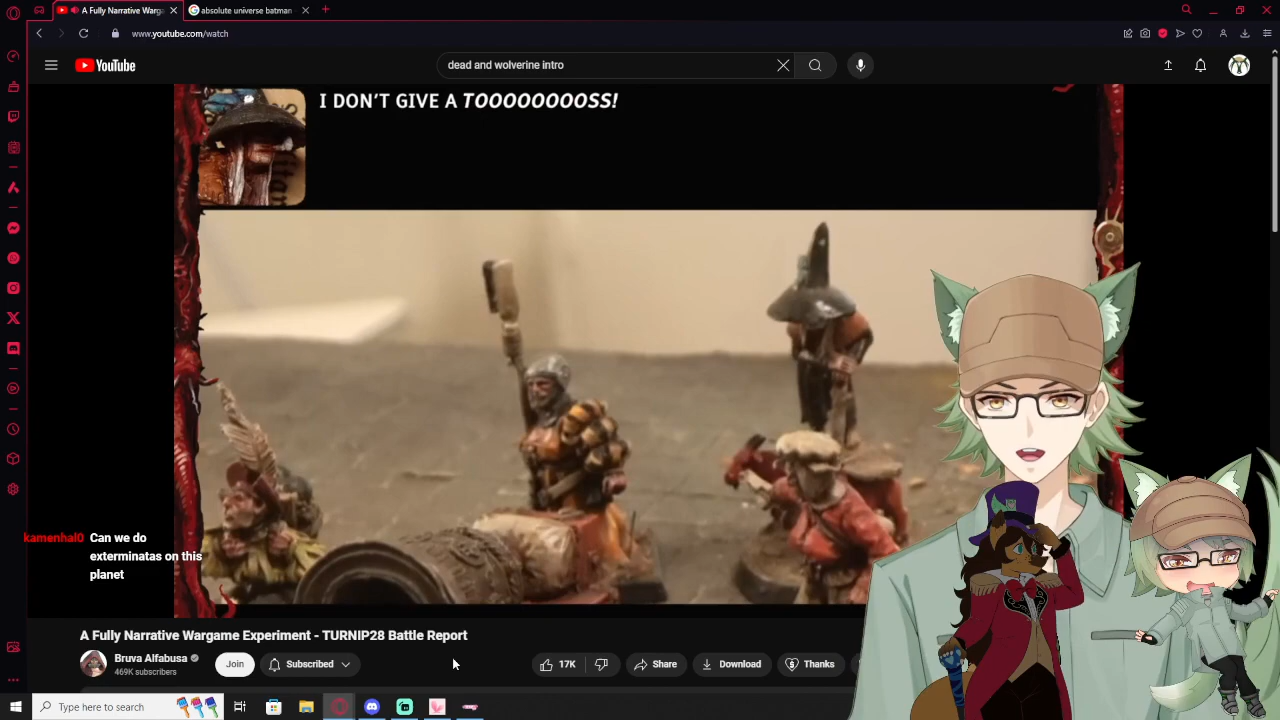 A Fully Narrative Warga
absolute universe batman
www.youtube.com/watch
YouTube
dead and wolverine intro
I DON'T GIVE A TOOOOOOOOSS!
kamenhal0 Can we do
exterminatas on this
planet
A Fully Narrative Wargame Experiment - TURNIP28 Battle Report
Bruva Alfabusa
469K subscribers
Join
Subscribed
17K
Share
Download
Thanks
Type here to search